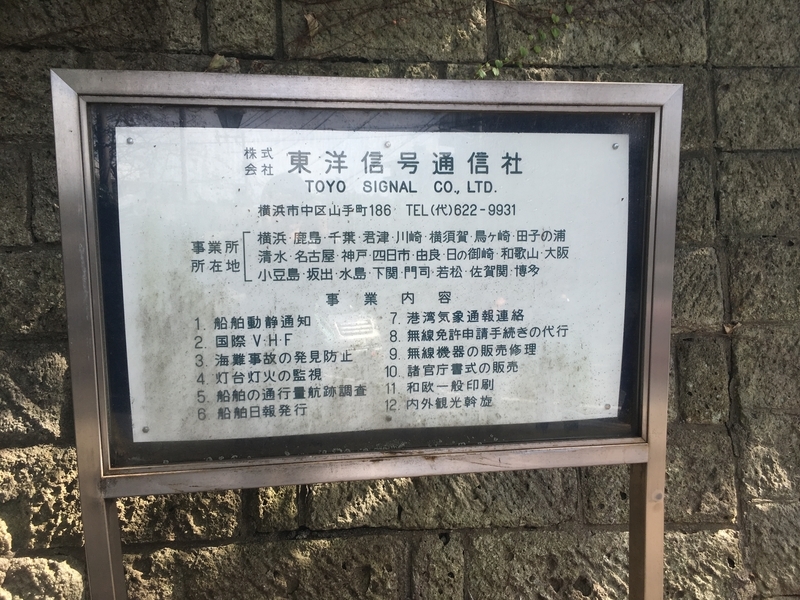 株式会社 東洋信号通信社
TOYO SIGNAL CO., LTD.
横浜市中区山手町186 TEL(代)622-9931
事業所所在地
横浜·鹿島·千葉·君津·川崎·横須賀·鳥ヶ崎·田子の浦
清水·名古屋·神戸·四日市·由良·日の御崎·和歌山·大阪
小豆島·坂出·水島·下関·門司·若松·佐賀関·博多
事業内容
1. 船舶動静通知
2. 国際V·H·F
3. 海難事故の発見防止
4. 灯台灯火の監視
5. 船舶の通行量航跡調査
6. 船舶日報発行
7. 港湾気象通報連絡
8. 無線免許申請手続きの代行
9. 無線機器の販売修理
10. 諸官庁書式の販売
11. 和欧一般印刷
12. 内外観光斡旋